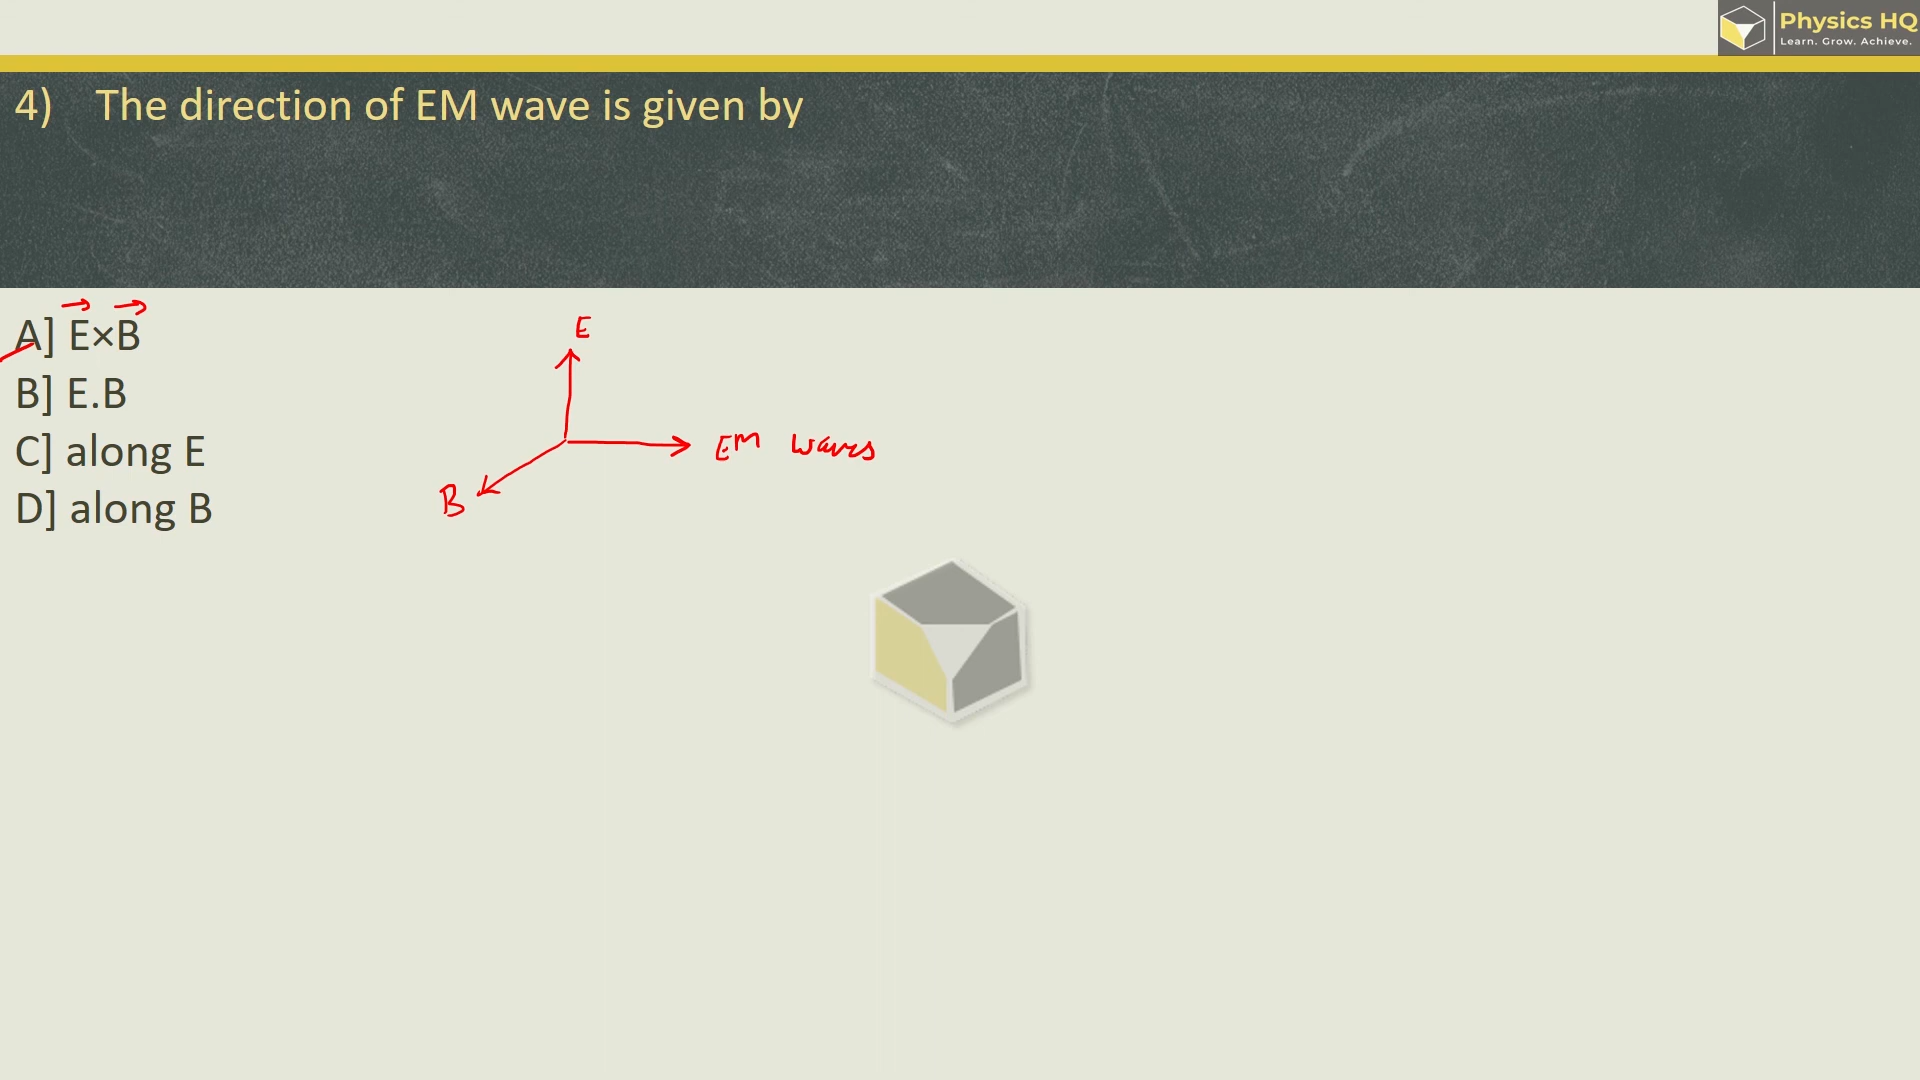 Physics HQ
Learn. Grow. Achieve.
4) The direction of EM wave is given by
A] E×B
B] E.B
C] along E
D] along B
E
EM waves
B